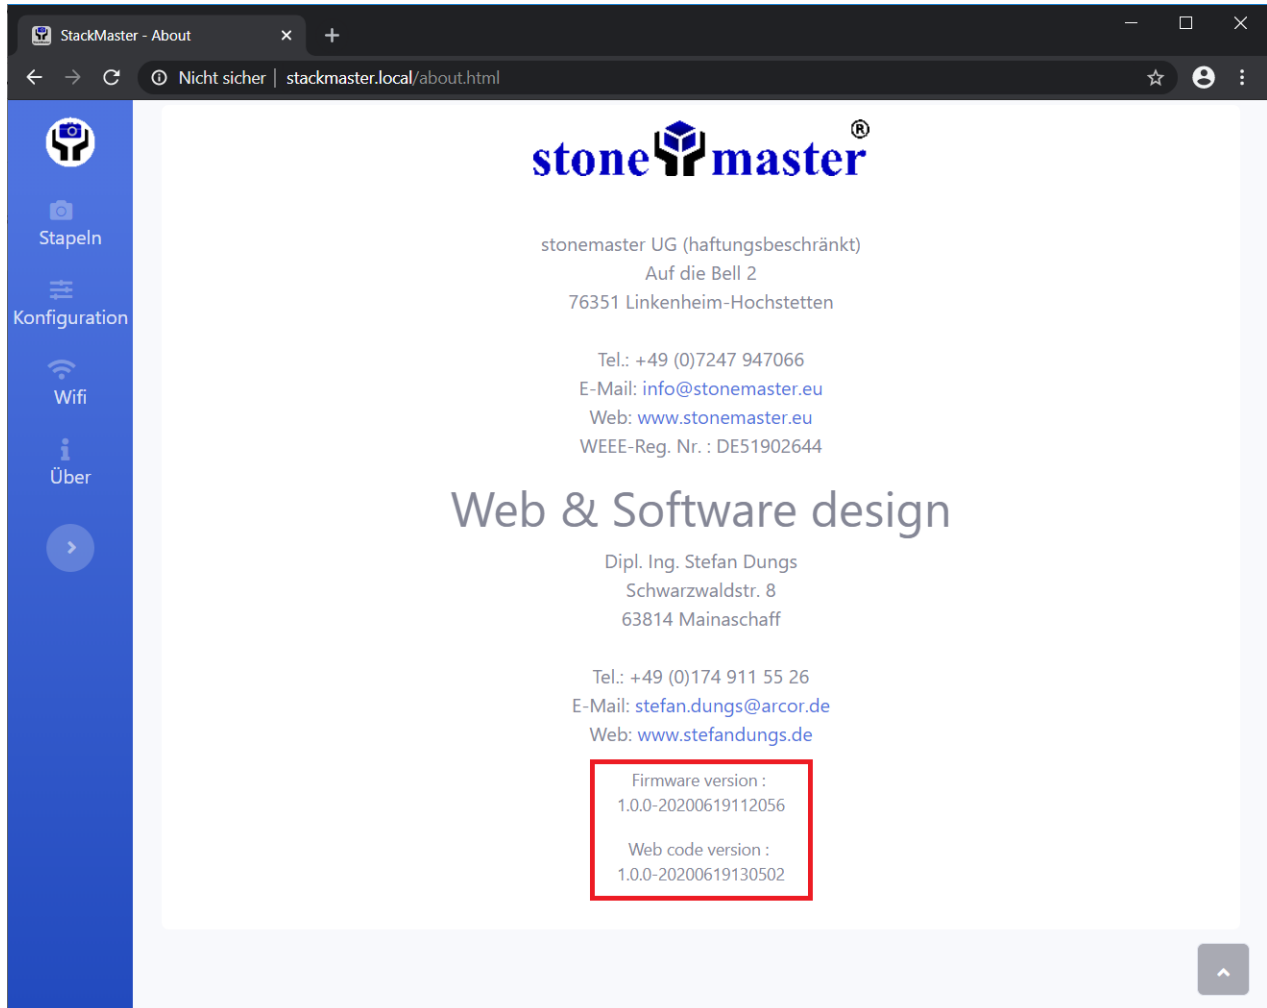 StackMaster - About
Nicht sicher | stackmaster.local/about.html
stone master ®
Stapeln
Konfiguration
Wifi
Über
stonemaster UG (haftungsbeschränkt)
Auf die Bell 2
76351 Linkenheim-Hochstetten
Tel.: +49 (0)7247 947066
E-Mail: info@stonemaster.eu
Web: www.stonemaster.eu
WEEE-Reg. Nr. : DE51902644
Web & Software design
Dipl. Ing. Stefan Dungs
Schwarzwaldstr. 8
63814 Mainaschaff
Tel.: +49 (0)174 911 55 26
E-Mail: stefan.dungs@arcor.de
Web: www.stefandungs.de
Firmware version :
1.0.0-20200619112056
Web code version :
1.0.0-20200619130502